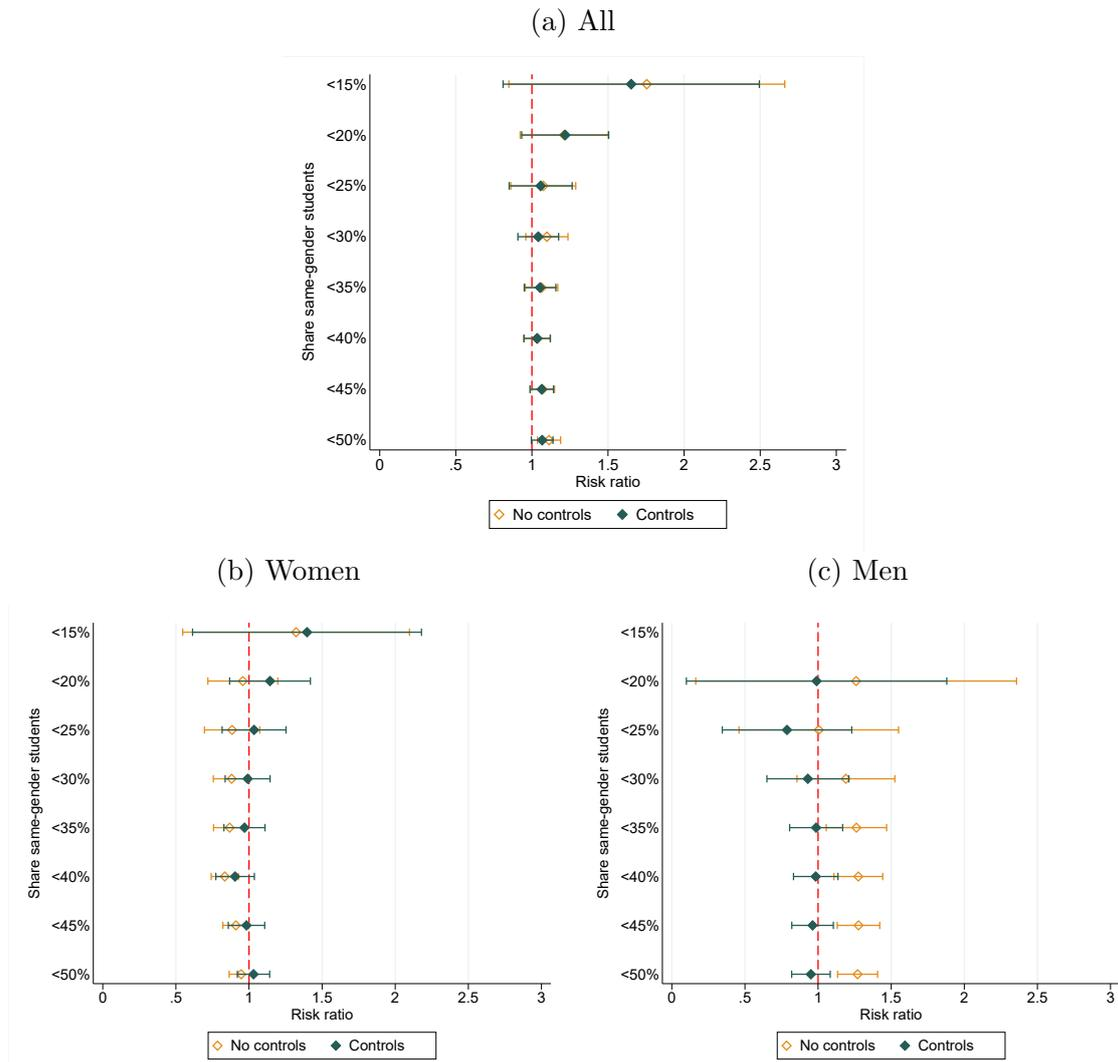 (a) All
Share same-gender students
<15%
<20%
<25%
<30%
<35%
<40%
<45%
<50%
0 .5 1 1.5 2 2.5 3
Risk ratio
No controls Controls
(b) Women
Share same-gender students
<15%
<20%
<25%
<30%
<35%
<40%
<45%
<50%
0 .5 1 1.5 2 2.5 3
Risk ratio
No controls Controls
(c) Men
Share same-gender students
<15%
<20%
<25%
<30%
<35%
<40%
<45%
<50%
0 .5 1 1.5 2 2.5 3
Risk ratio
No controls Controls